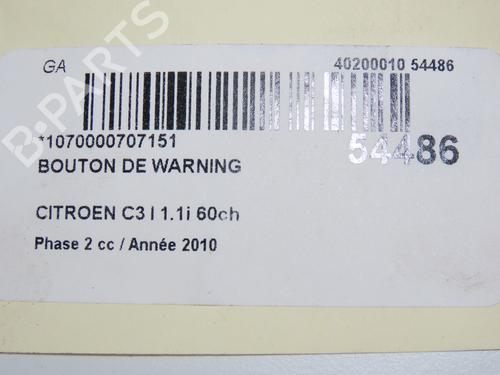 GA
40200010 54486
*1070000707151
54486
BOUTON DE WARNING
CITROEN C3 I 1.1i 60ch
Phase 2 cc / Année 2010
B-PARTS